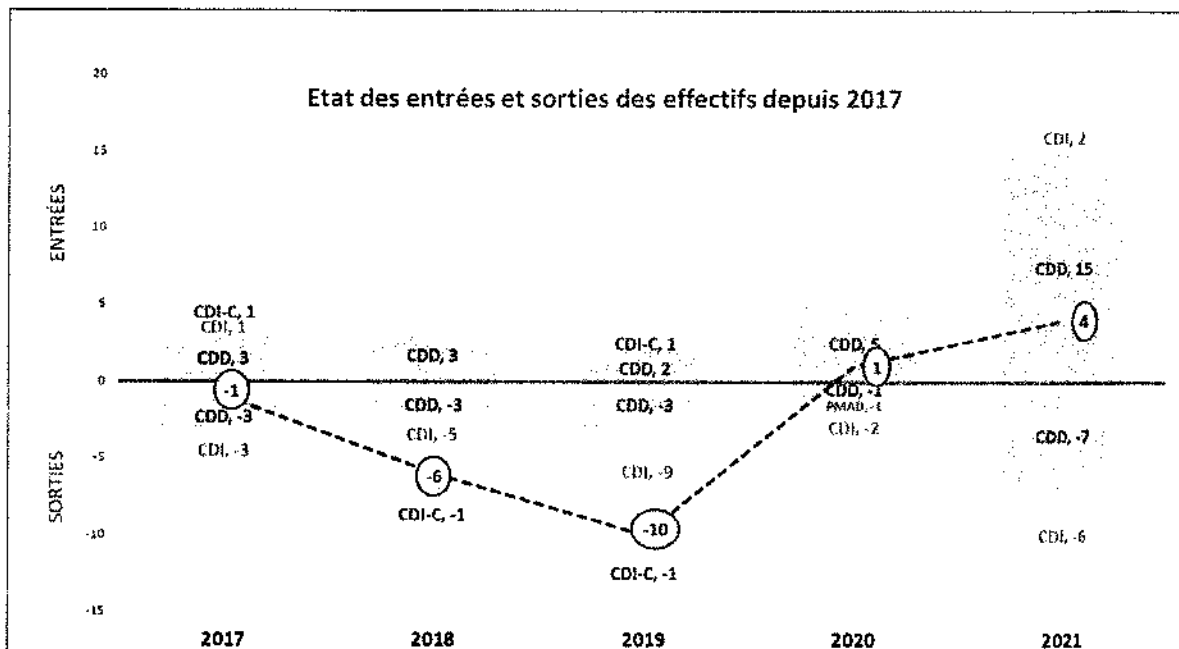 Etat des entrées et sorties des effectifs depuis 2017
20
15
10
5
0
-5
-10
-15
ENTRÉES
SORTIES
CDI-C, 1
CDI, 1
CDD, 3
-1
CDD, -3
CDI, -3
CDD, 3
CDD, -3
CDI, -5
-6
CDI-C, -1
CDI-C, 1
CDD, 2
CDD, -3
CDI, -9
-10
CDI-C, -1
CDD, 5
1
CDD, -1
PMAD, -1
CDI, -2
CDI, 2
CDD, 15
4
CDD, -7
CDI, -6
2017 2018 2019 2020 2021